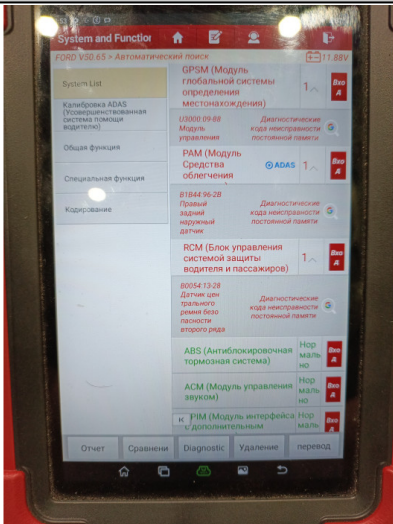 System and Function
FORD V50.65 > Автоматический поиск
11.88V
System List
Калибровка ADAS
(Усовершенствованная
система помощи
водителю)
Общая функция
Специальная функция
Кодирование
GPSM (Модуль
глобальной системы
определения
местонахождения)
1
Вхо
д
U3000:09-88
Модуль
управления
Диагностические
кода неисправности
постоянной памяти
PAM (Модуль
Средства
облегчения
ADAS
1
Вхо
д
B1B44:96-2B
Правый
задний
наружный
датчик
Диагностические
кода неисправности
постоянной памяти
RCM (Блок управления
системой защиты
водителя и пассажиров)
1
Вхо
д
B0054:13-28
Датчик цен
трального
ремня безо
пасности
второго ряда
Диагностические
кода неисправности
постоянной памяти
ABS (Антиблокировочная
тормозная система)
Нор
маль
но
Вхо
д
ACM (Модуль управления
звуком)
Нор
маль
но
Вхо
д
PIM (Модуль интерфейса
с дополнительным
Нор
маль
Вхо
К
Отчет
Сравнени
Diagnostic
Удаление
перевод